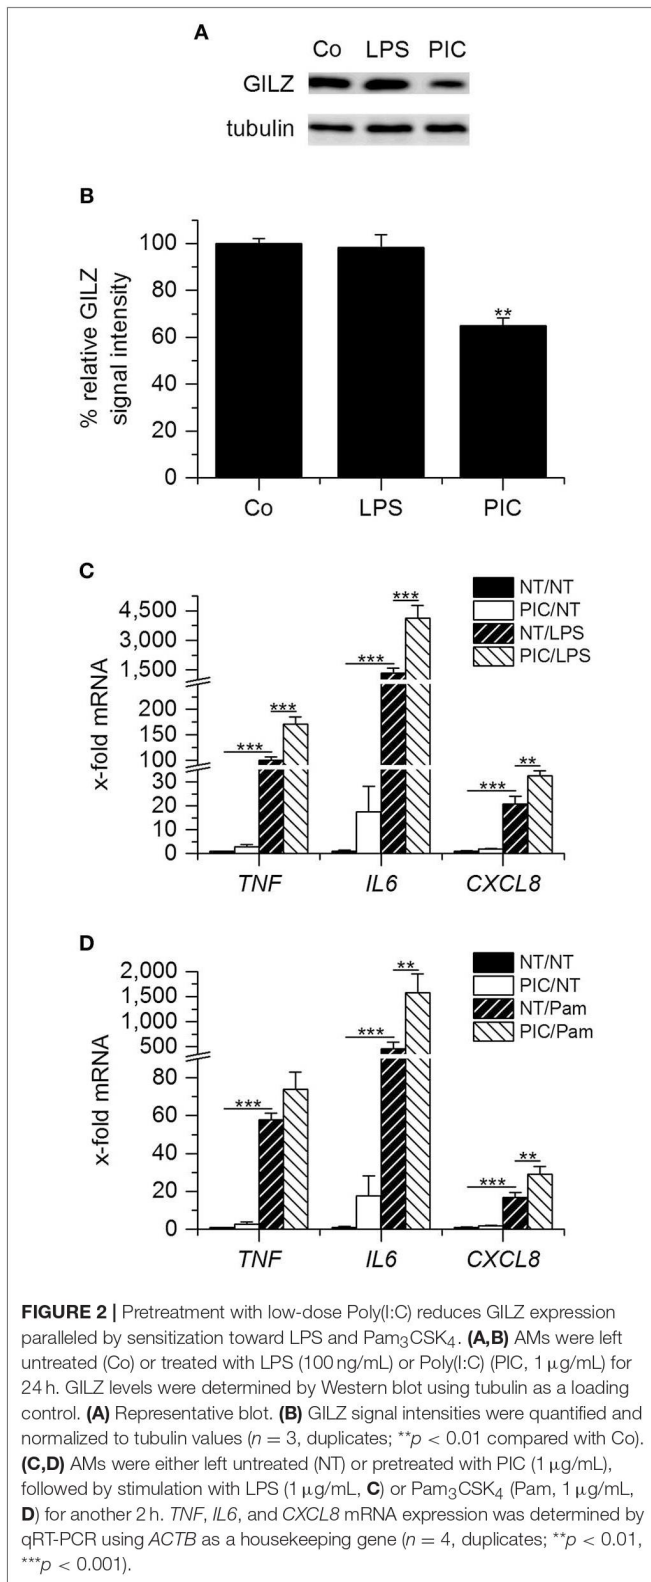 A
Co LPS PIC
GILZ
tubulin
B
% relative GILZ
signal intensity
100
80
60
40
20
0
**
Co LPS PIC
C
x-fold mRNA
4,500
3,000
1,500
200
150
100
30
20
10
0
NT/NT
PIC/NT
NT/LPS
PIC/LPS
***
***
***
***
***
**
TNF IL6 CXCL8
D
x-fold mRNA
2,000
1,500
1,000
500
80
60
40
20
0
NT/NT
PIC/NT
NT/Pam
PIC/Pam
***
***
**
***
**
TNF IL6 CXCL8
FIGURE 2 | Pretreatment with low-dose Poly(I:C) reduces GILZ expression
paralleled by sensitization toward LPS and Pam₃CSK₄. (A,B) AMs were left
untreated (Co) or treated with LPS (100 ng/mL) or Poly(I:C) (PIC, 1 µg/mL) for
24 h. GILZ levels were determined by Western blot using tubulin as a loading
control. (A) Representative blot. (B) GILZ signal intensities were quantified and
normalized to tubulin values (n = 3, duplicates; **p < 0.01 compared with Co).
(C,D) AMs were either left untreated (NT) or pretreated with PIC (1 µg/mL),
followed by stimulation with LPS (1 µg/mL, C) or Pam₃CSK₄ (Pam, 1 µg/mL,
D) for another 2 h. TNF, IL6, and CXCL8 mRNA expression was determined by
qRT-PCR using ACTB as a housekeeping gene (n = 4, duplicates; **p < 0.01,
***p < 0.001).